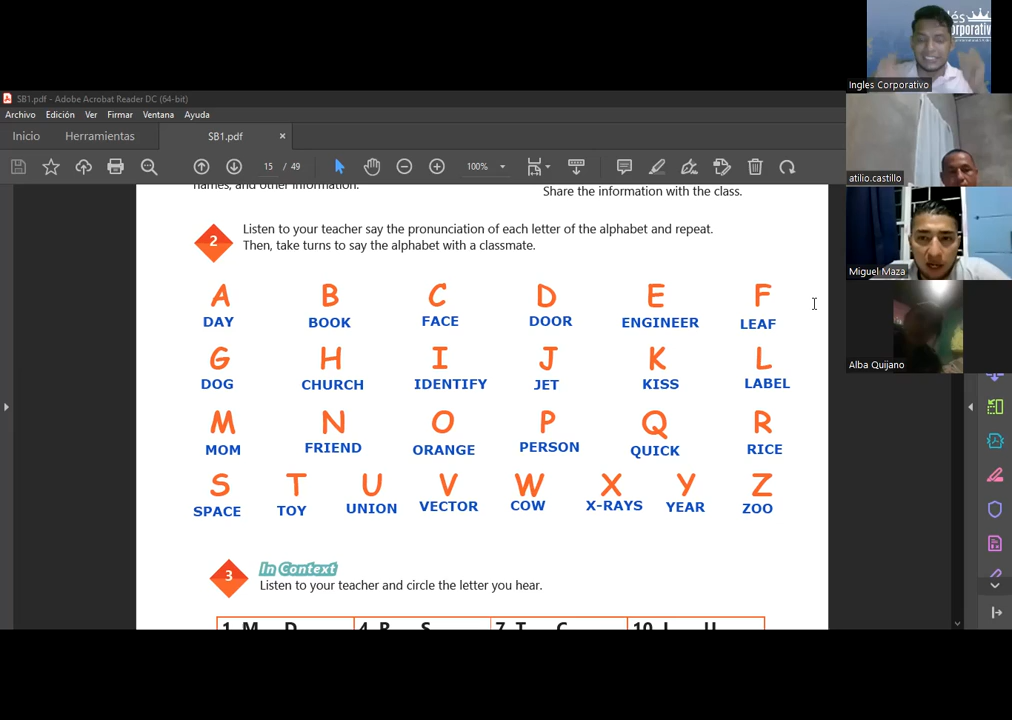 SB1.pdf - Adobe Acrobat Reader DC (64-bit)
Archivo Edición Ver Firmar Ventana Ayuda
Inicio Herramientas SB1.pdf
15 / 49 100%
names, and other information.
Share the information with the class.
2
Listen to your teacher say the pronunciation of each letter of the alphabet and repeat.
Then, take turns to say the alphabet with a classmate.
A B C D E F
DAY BOOK FACE DOOR ENGINEER LEAF
G H I J K L
DOG CHURCH IDENTIFY JET KISS LABEL
M N O P Q R
MOM FRIEND ORANGE PERSON QUICK RICE
S T U V W X Y Z
SPACE TOY UNION VECTOR COW X-RAYS YEAR ZOO
3
In Context
Listen to your teacher and circle the letter you hear.
Ingles Corporativo
atilio.castillo
Miguel Maza
Alba Quijano